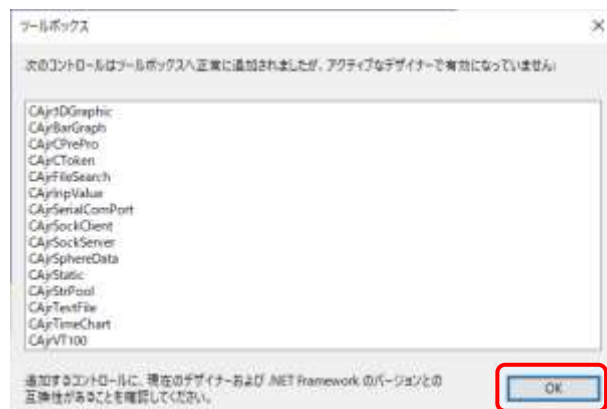 ツールボックス
次のコントロールはツールボックスへ正常に追加されましたが、アクティブなデザイナーで有効になっていません:
CAjr3DGraphic
CAjrBarGraph
CAjrCPrePro
CAjrCToken
CAjrFileSearch
CAjrInpValue
CAjrSerialComPort
CAjrSockClient
CAjrSockServer
CAjrSphereData
CAjrStatic
CAjrStrPool
CAjrTextFile
CAjrTimeChart
CAjrVT100
追加するコントロールに、現在のデザイナーおよび .NET Framework のバージョンとの
互換性があることを確認してください。
OK